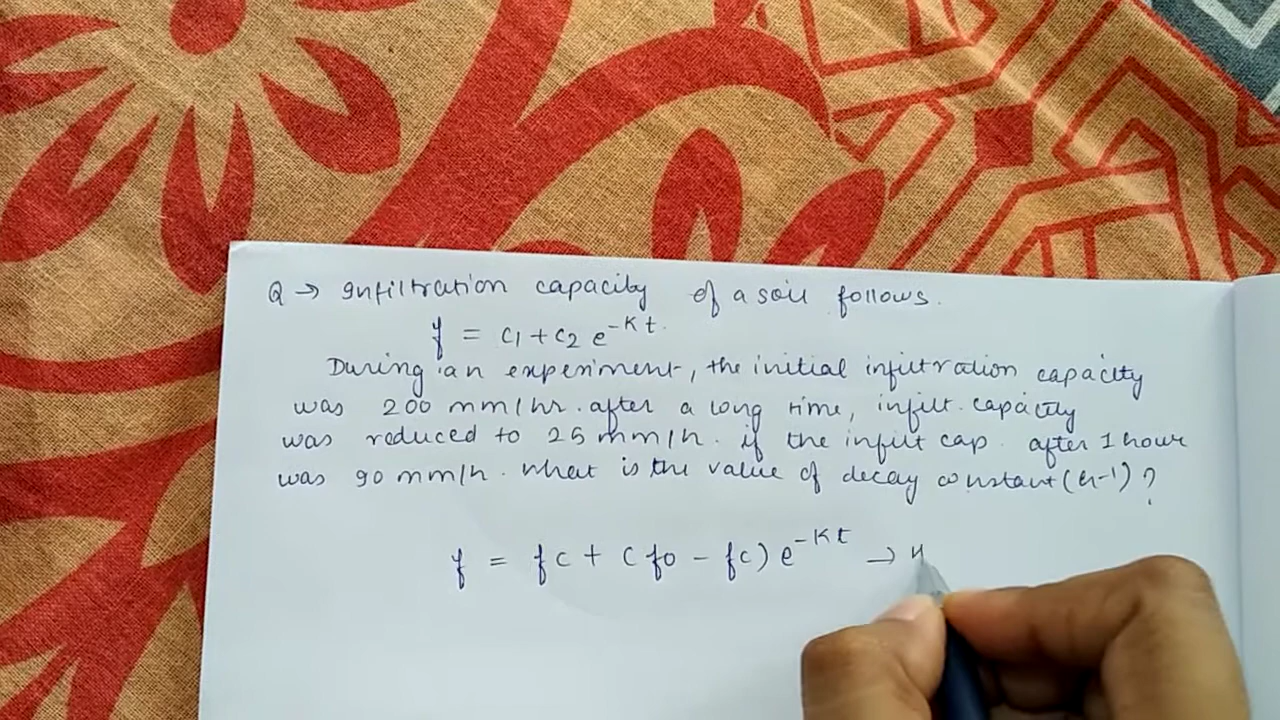 Q → Infiltration capacity of a soil follows.
f = c1 + c2 e^-Kt.
During an experiment, the initial infiltration capacity
was 200 mm/hr. after a long time, infilt. capacity
was reduced to 25 mm/h. if the infilt cap. after 1 hour
was 90 mm/h. what is the value of decay constant (h-1) ?
f = fc + (fo - fc) e^-Kt →